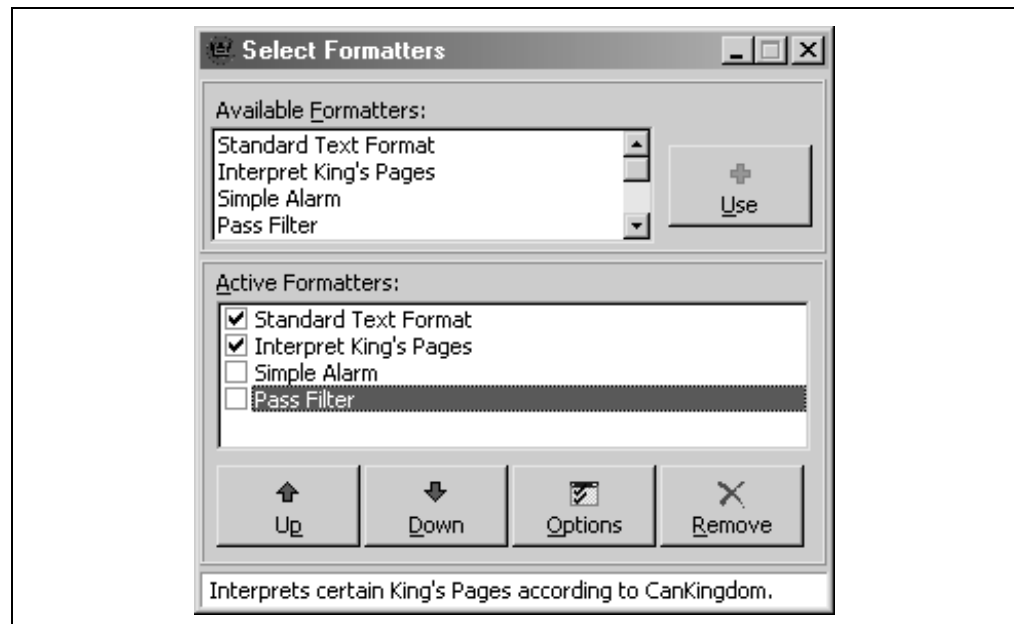 Select Formatters
Available Formatters:
Standard Text Format
Interpret King's Pages
Simple Alarm
Pass Filter
Use
Active Formatters:
Standard Text Format
Interpret King's Pages
Simple Alarm
Pass Filter
Up
Down
Options
Remove
Interprets certain King's Pages according to CanKingdom.